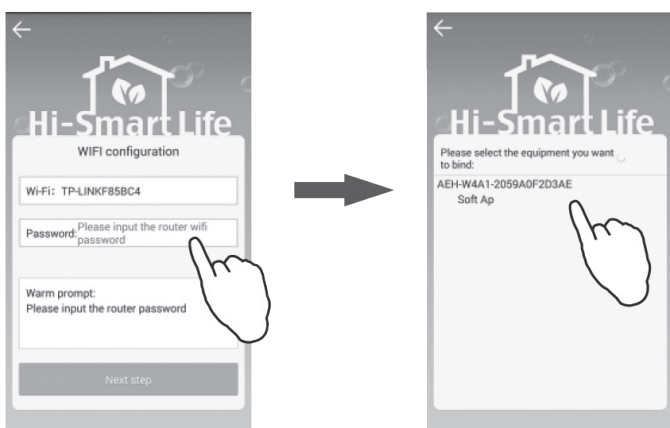 Hi-Smart Life
WIFI configuration
Wi-Fi: TP-LINKF85BC4
Password: Please input the router wifi
password
Warm prompt:
Please input the router password
Next step
Hi-Smart Life
Please select the equipment you want
to bind:
AEH-W4A1-2059A0F2D3AE
Soft Ap